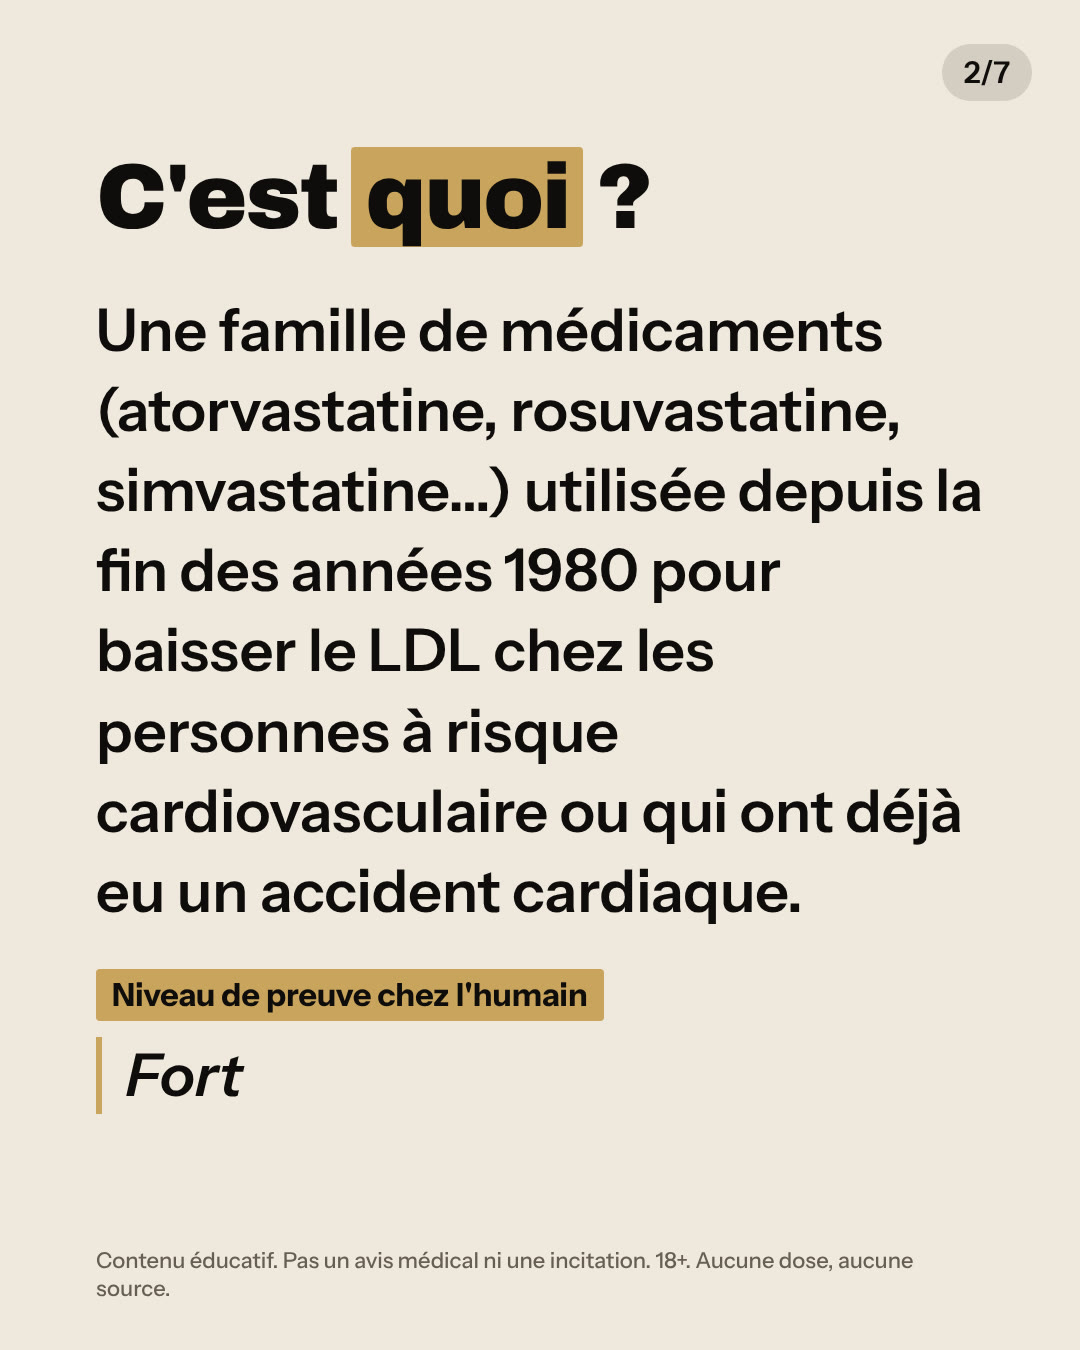 2/7
C'est quoi ?
Une famille de médicaments
(atorvastatine, rosuvastatine,
simvastatine...) utilisée depuis la
fin des années 1980 pour
baisser le LDL chez les
personnes à risque
cardiovasculaire ou qui ont déjà
eu un accident cardiaque.
Niveau de preuve chez l'humain
Fort
Contenu éducatif. Pas un avis médical ni une incitation. 18+. Aucune dose, aucune
source.